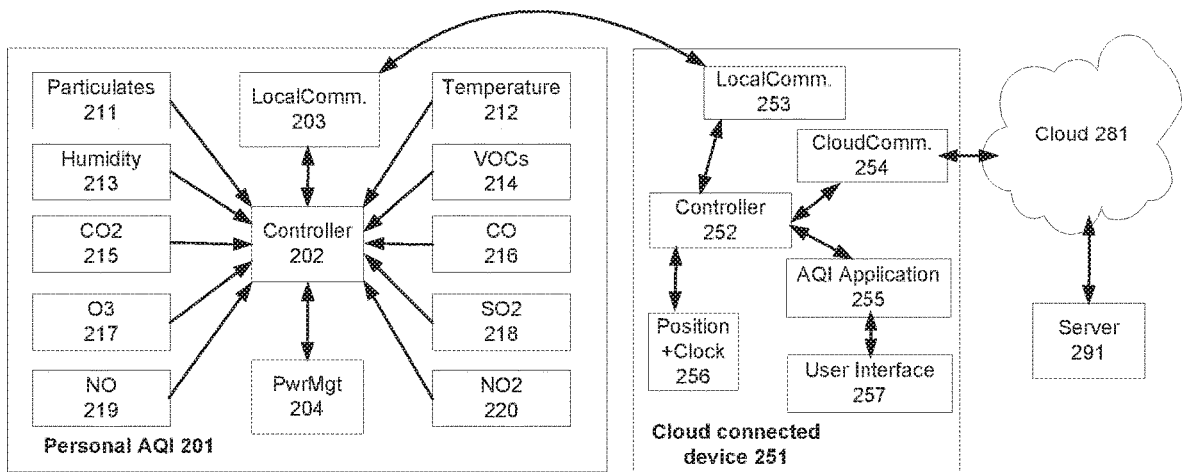 Particulates
211
LocalComm.
203
Temperature
212
Humidity
213
VOCs
214
CO2
215
Controller
202
CO
216
O3
217
SO2
218
NO
219
PwrMgt
204
NO2
220
Personal AQI 201
LocalComm.
253
CloudComm.
254
Controller
252
AQI Application
255
Position
+Clock
256
User Interface
257
Cloud connected
device 251
Cloud 281
Server
291